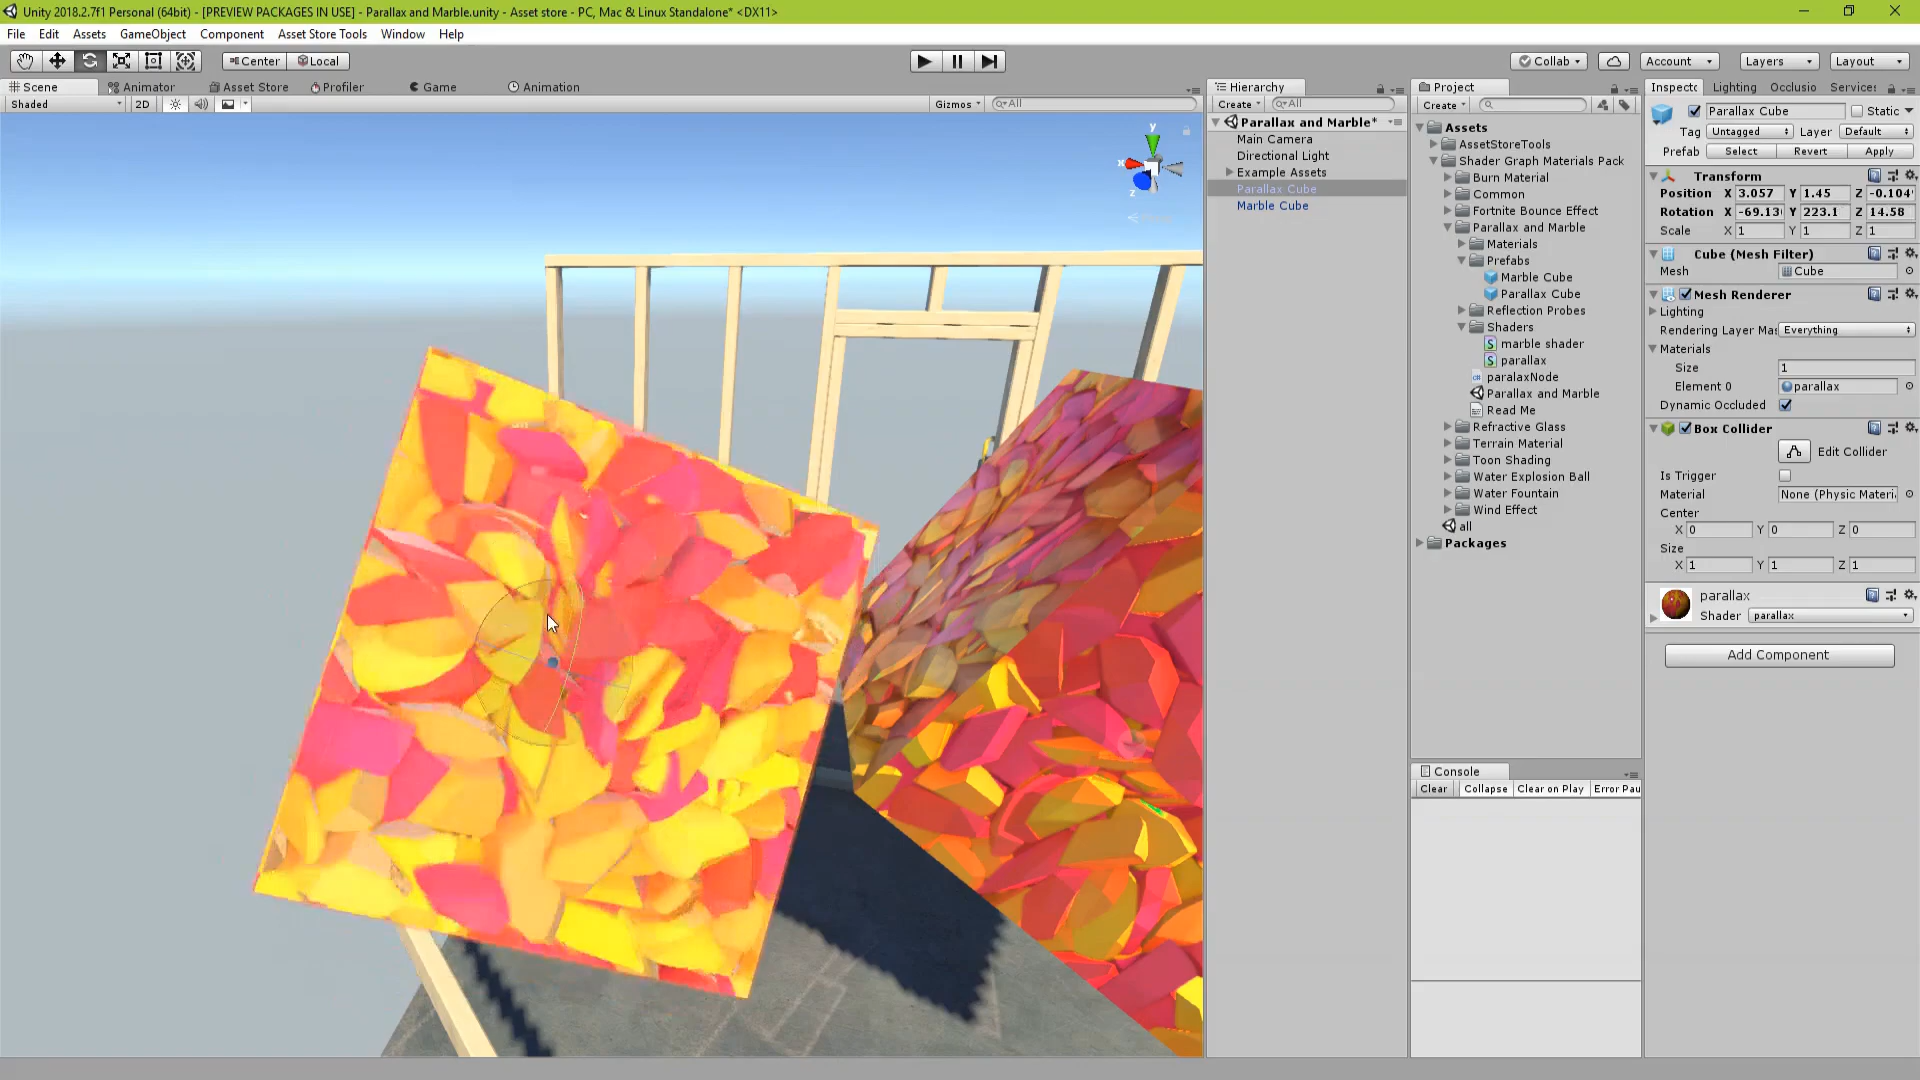 Unity 2018.2.7f1 Personal (64bit) - [PREVIEW PACKAGES IN USE] - Parallax and Marble.unity - Asset store - PC, Mac & Linux Standalone* <DX11>
File Edit Assets GameObject Component Asset Store Tools Window Help
Center Local Collab Account Layers Layout
Scene Animator Asset Store Profiler Game Animation
Shaded 2D Gizmos All
y
x
z
Hierarchy
Create All
Parallax and Marble*
Main Camera
Directional Light
Example Assets
Parallax Cube
Marble Cube
Project
Create
Assets
AssetStoreTools
Shader Graph Materials Pack
Burn Material
Common
Fortnite Bounce Effect
Parallax and Marble
Materials
Prefabs
Marble Cube
Parallax Cube
Reflection Probes
Shaders
marble shader
parallax
paralaxNode
Parallax and Marble
Read Me
Refractive Glass
Terrain Material
Toon Shading
Water Explosion Ball
Water Fountain
Wind Effect
all
Packages
Console
Clear Collapse Clear on Play Error Pau
Inspect Lighting Occlusio Services
Parallax Cube Static
Tag Untagged Layer Default
Prefab Select Revert Apply
Transform
Position X 3.057 Y 1.45 Z -0.104
Rotation X -69.13 Y 223.1 Z 14.58
Scale X 1 Y 1 Z 1
Cube (Mesh Filter)
Mesh Cube
Mesh Renderer
Lighting
Rendering Layer Mas Everything
Materials
Size 1
Element 0 parallax
Dynamic Occluded
Box Collider
Edit Collider
Is Trigger
Material None (Physic Materi
Center
X 0 Y 0 Z 0
Size
X 1 Y 1 Z 1
parallax
Shader parallax
Add Component